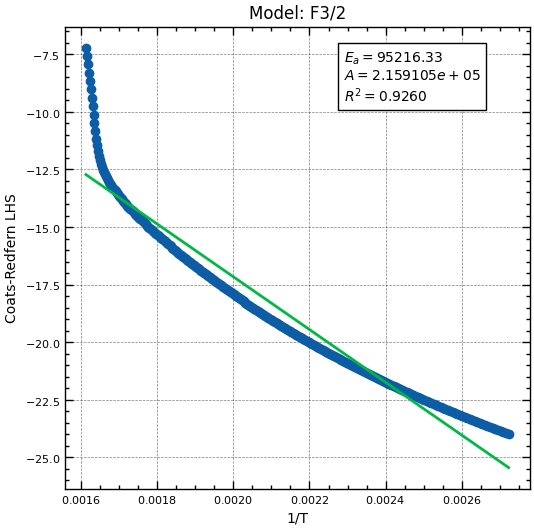 Model: F3/2
E_a = 95216.33
A = 2.159105e + 05
R^2 = 0.9260
Coats-Redfern LHS
−7.5
−10.0
−12.5
−15.0
−17.5
−20.0
−22.5
−25.0
0.0016 0.0018 0.0020 0.0022 0.0024 0.0026
1/T